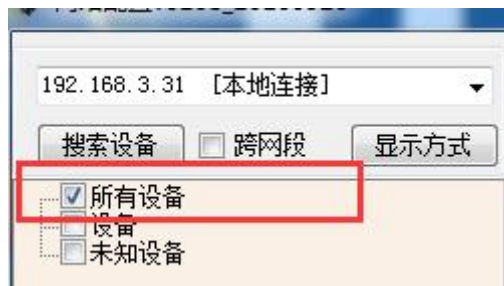 192.168.3.31 [本地连接]
搜索设备 跨网段 显示方式
所有设备
设备
未知设备